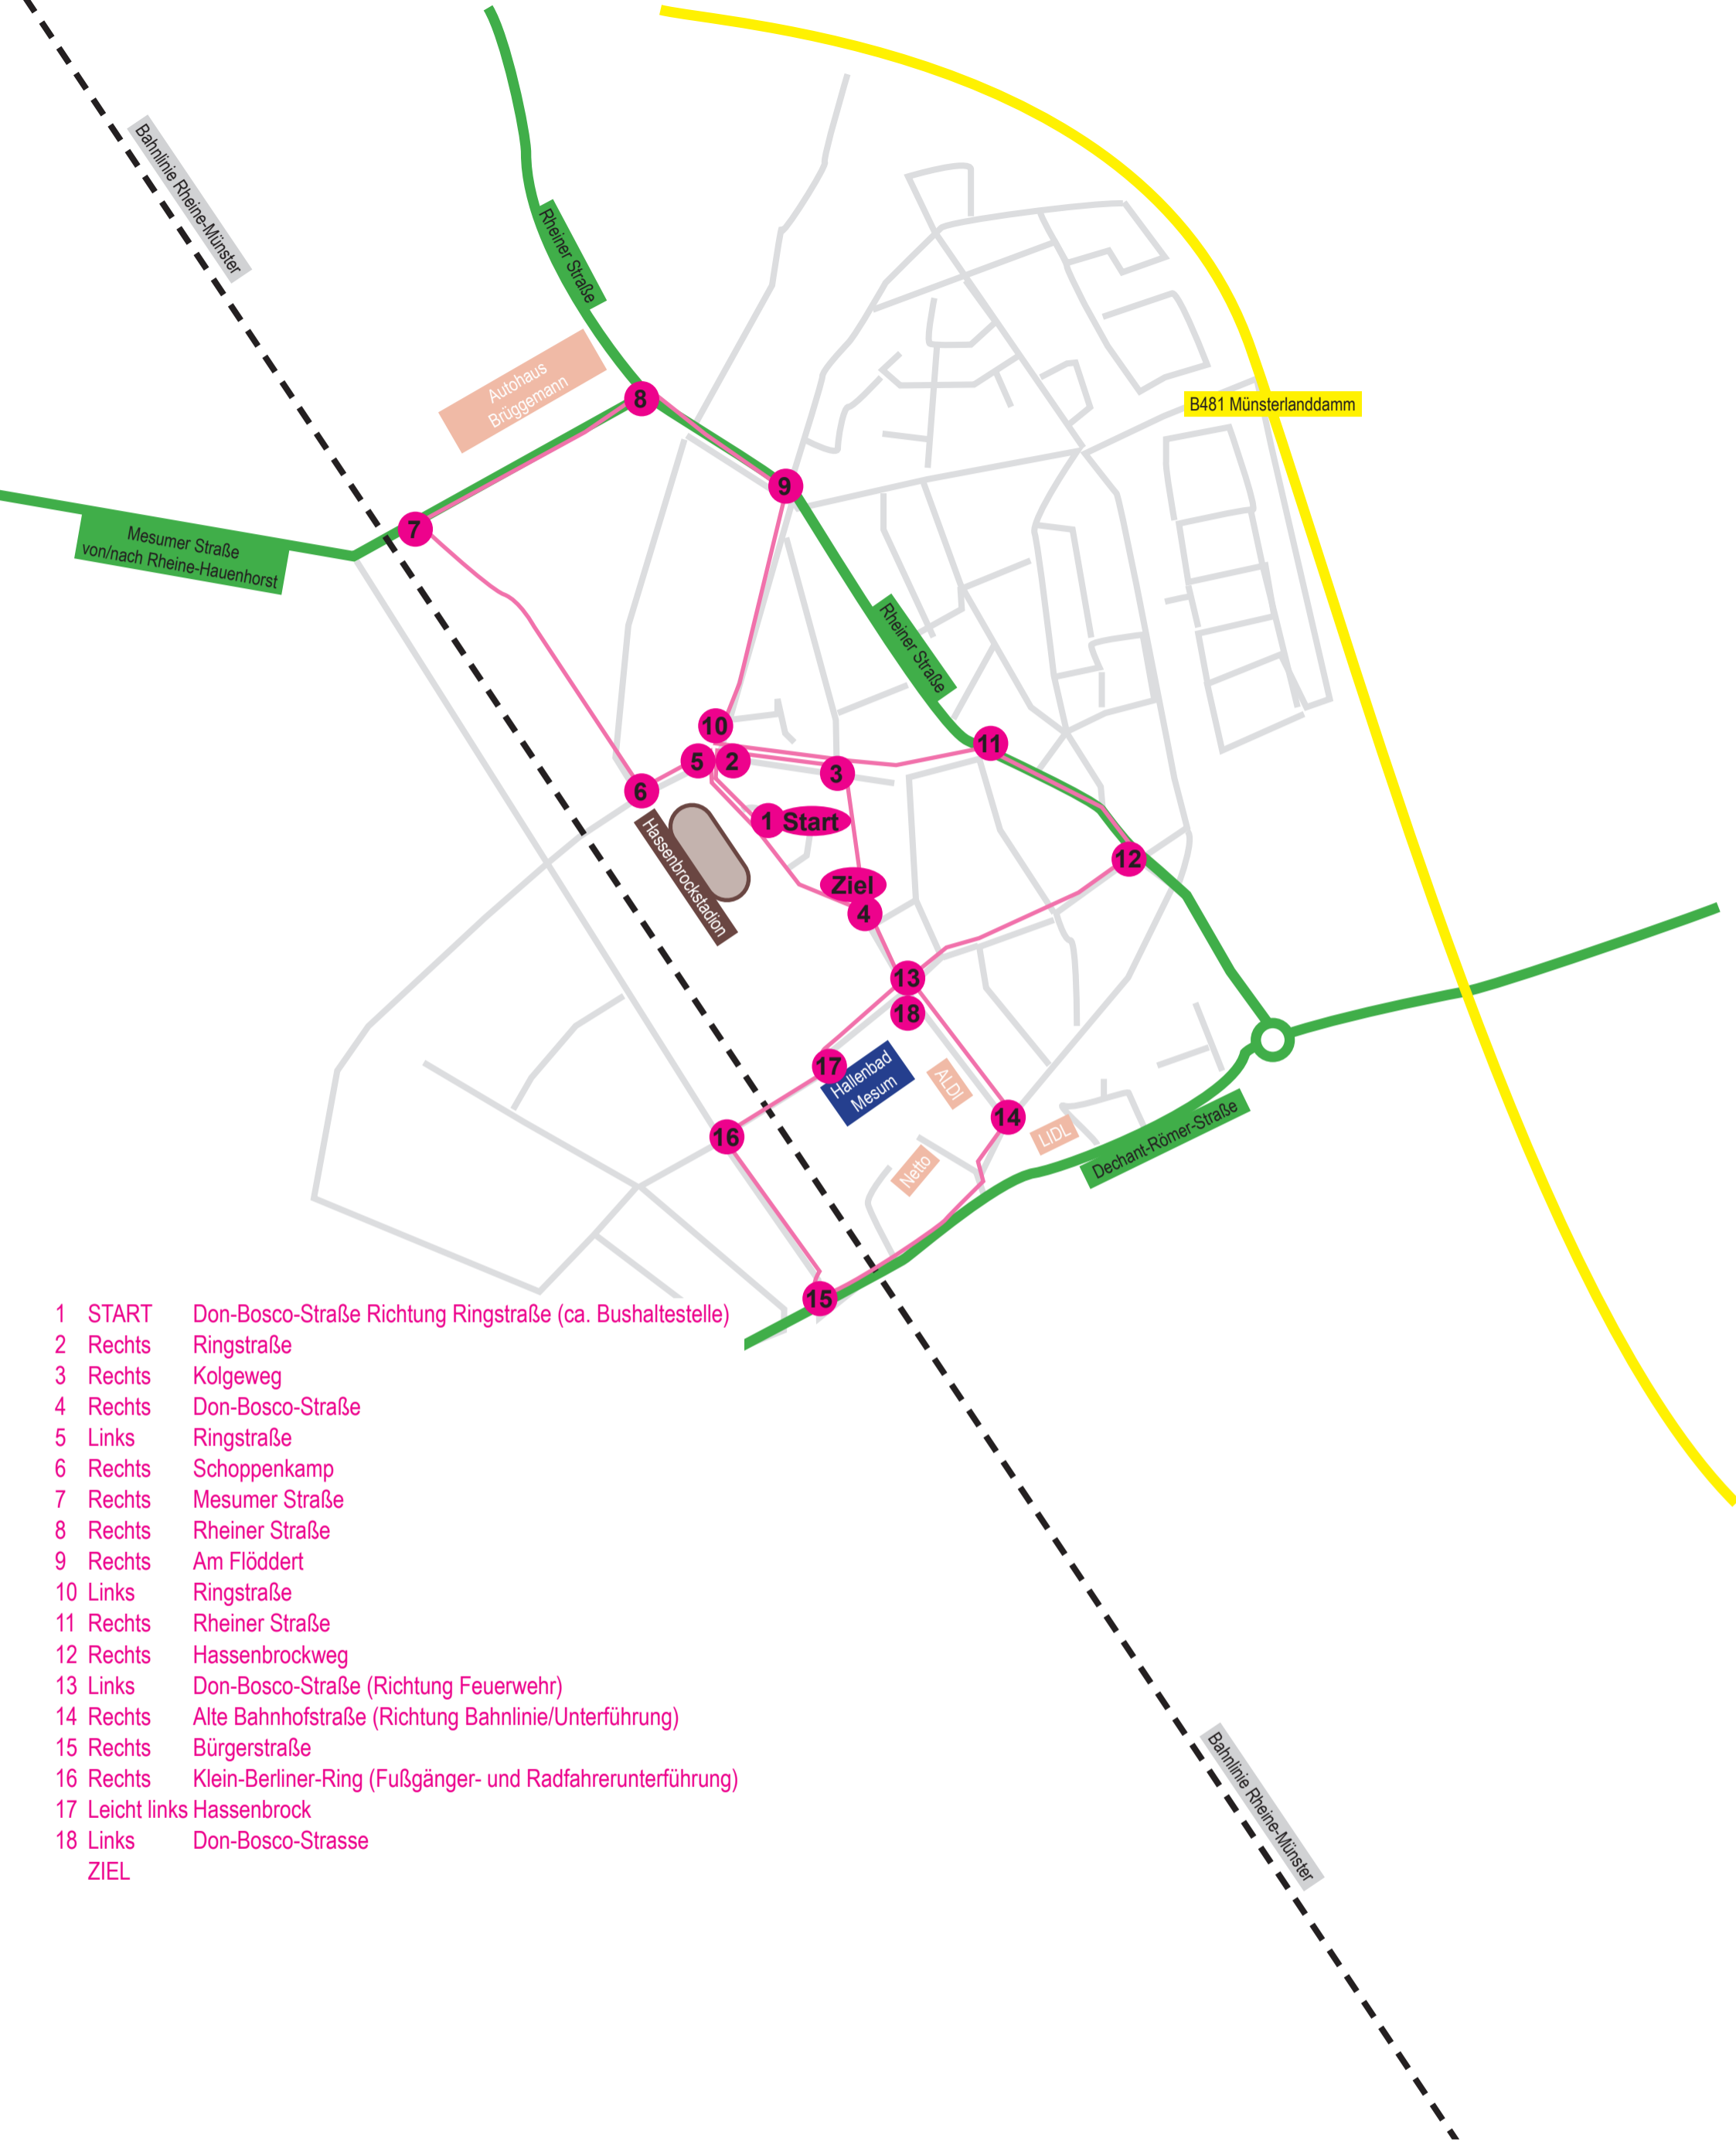 Bahnlinie Rheine-Münster
Rheiner Straße
Autohaus
Brüggemann
8
B481 Münsterlanddamm
9
7
Mesumer Straße
von/nach Rheine-Hauenhorst
Rheiner Straße
10
11
5
2
3
6
1
Start
Hassenbrockstadion
12
Ziel
4
13
18
17
Hallenbad
Mesum
ALDI
14
LIDL
Dechant-Römer-Straße
16
Netto
15
1 START Don-Bosco-Straße Richtung Ringstraße (ca. Bushaltestelle)
2 Rechts Ringstraße
3 Rechts Kolgeweg
4 Rechts Don-Bosco-Straße
5 Links Ringstraße
6 Rechts Schoppenkamp
7 Rechts Mesumer Straße
8 Rechts Rheiner Straße
9 Rechts Am Flöddert
10 Links Ringstraße
11 Rechts Rheiner Straße
12 Rechts Hassenbrockweg
13 Links Don-Bosco-Straße (Richtung Feuerwehr)
14 Rechts Alte Bahnhofstraße (Richtung Bahnlinie/Unterführung)
15 Rechts Bürgerstraße
16 Rechts Klein-Berliner-Ring (Fußgänger- und Radfahrerunterführung)
17 Leicht links Hassenbrock
18 Links Don-Bosco-Strasse
ZIEL
Bahnlinie Rheine-Münster